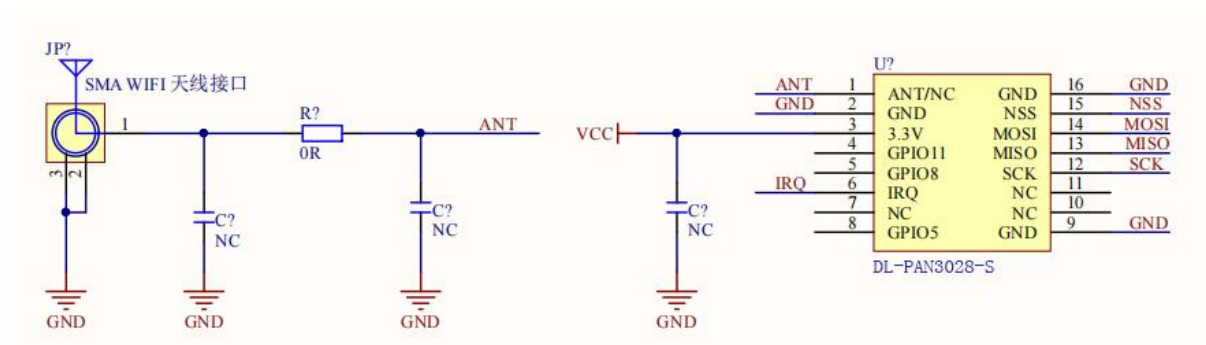 JP?
SMA WIFI 天线接口
1
3
2
GND
C?
NC
GND
R?
0R
ANT
C?
NC
GND
VCC
C?
NC
GND
U?
ANT 1 ANT/NC GND 16 GND
GND 2 GND NSS 15 NSS
3 3.3V MOSI 14 MOSI
4 GPIO11 MISO 13 MISO
5 GPIO8 SCK 12 SCK
IRQ 6 IRQ NC 11
7 NC NC 10
8 GPIO5 GND 9 GND
DL-PAN3028-S